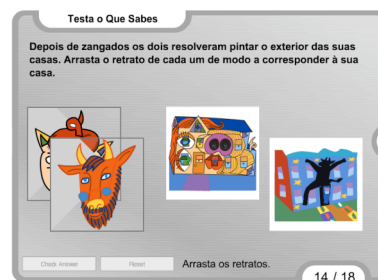 Testa o Que Sabes
Depois de zangados os dois resolveram pintar o exterior das suas
casas. Arrasta o retrato de cada um de modo a corresponder à sua
casa.
Check Answer
Reset
Arrasta os retratos.
14 / 18